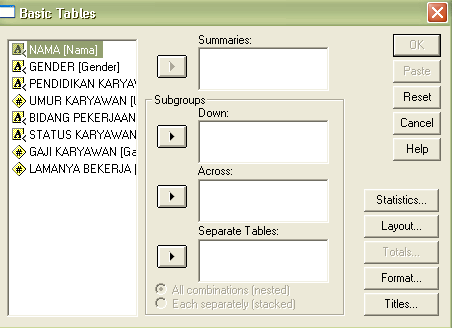 Basic Tables
NAMA [Nama]
GENDER [Gender]
PENDIDIKAN KARYAW
UMUR KARYAWAN [U
BIDANG PEKERJAAN
STATUS KARYAWAN
GAJI KARYAWAN [Ga
LAMANYA BEKERJA [
Summaries:
Subgroups
Down:
Across:
Separate Tables:
All combinations (nested)
Each separately (stacked)
OK
Paste
Reset
Cancel
Help
Statistics...
Layout...
Totals...
Format...
Titles...